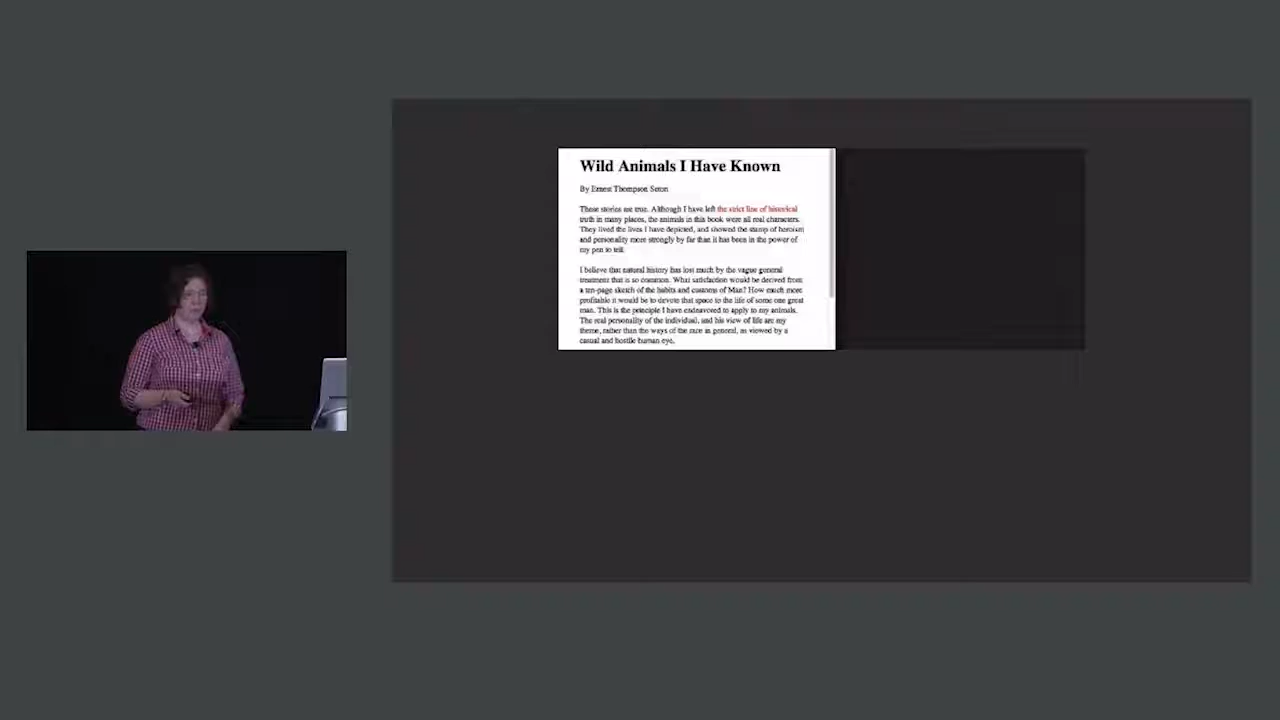 Wild Animals I Have Known
By Ernest Thompson Seton
These stories are true. Although I have left the strict line of historical
truth in many places, the animals in this book were all real characters.
They lived the lives I have depicted, and showed the stamp of heroism
and personality more strongly by far than it has been in the power of
my pen to tell.
I believe that natural history has lost much by the vague general
treatment that is so common. What satisfaction would be derived from
a ten-page sketch of the habits and customs of Man? How much more
profitable it would be to devote that space to the life of some one great
man. This is the principle I have endeavored to apply to my animals.
The real personality of the individual, and his view of life are my
theme, rather than the ways of the race in general, as viewed by a
casual and hostile human eye.